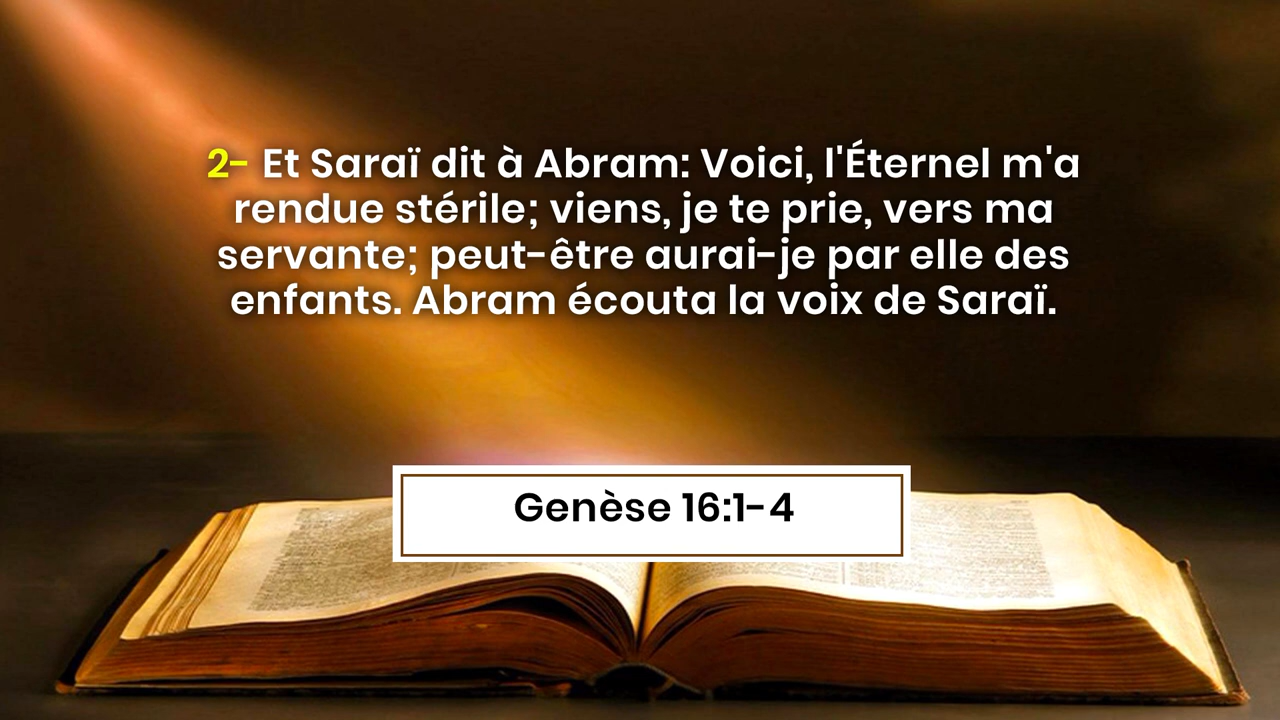 2- Et Saraï dit à Abram: Voici, l'Éternel m'a
rendue stérile; viens, je te prie, vers ma
servante; peut-être aurai-je par elle des
enfants. Abram écouta la voix de Saraï.
Genèse 16:1-4